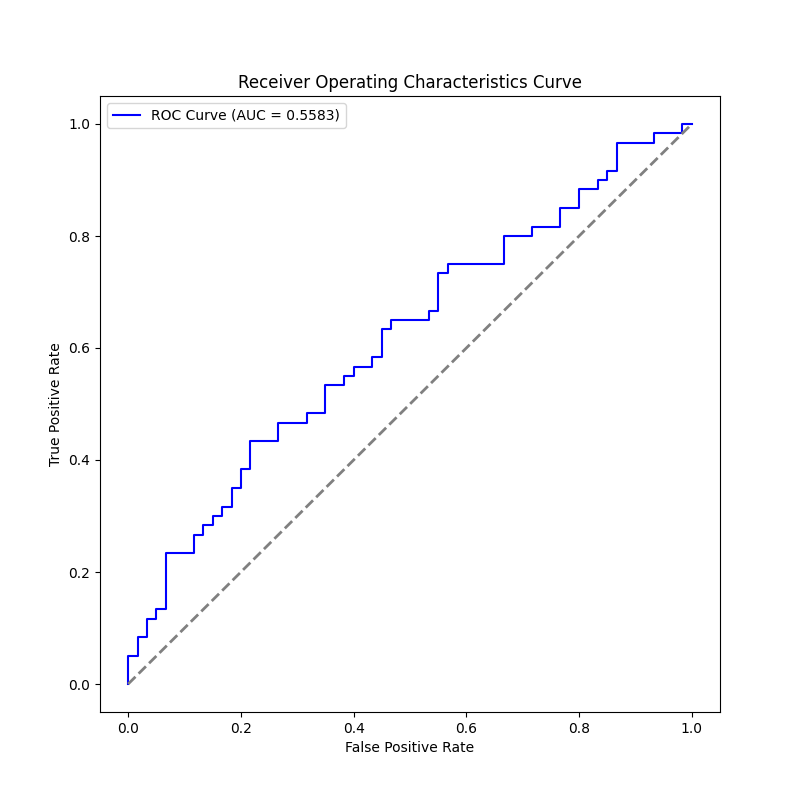 Receiver Operating Characteristics Curve
ROC Curve (AUC = 0.5583)
1.0
0.8
0.6
0.4
0.2
0.0
True Positive Rate
0.0 0.2 0.4 0.6 0.8 1.0
False Positive Rate